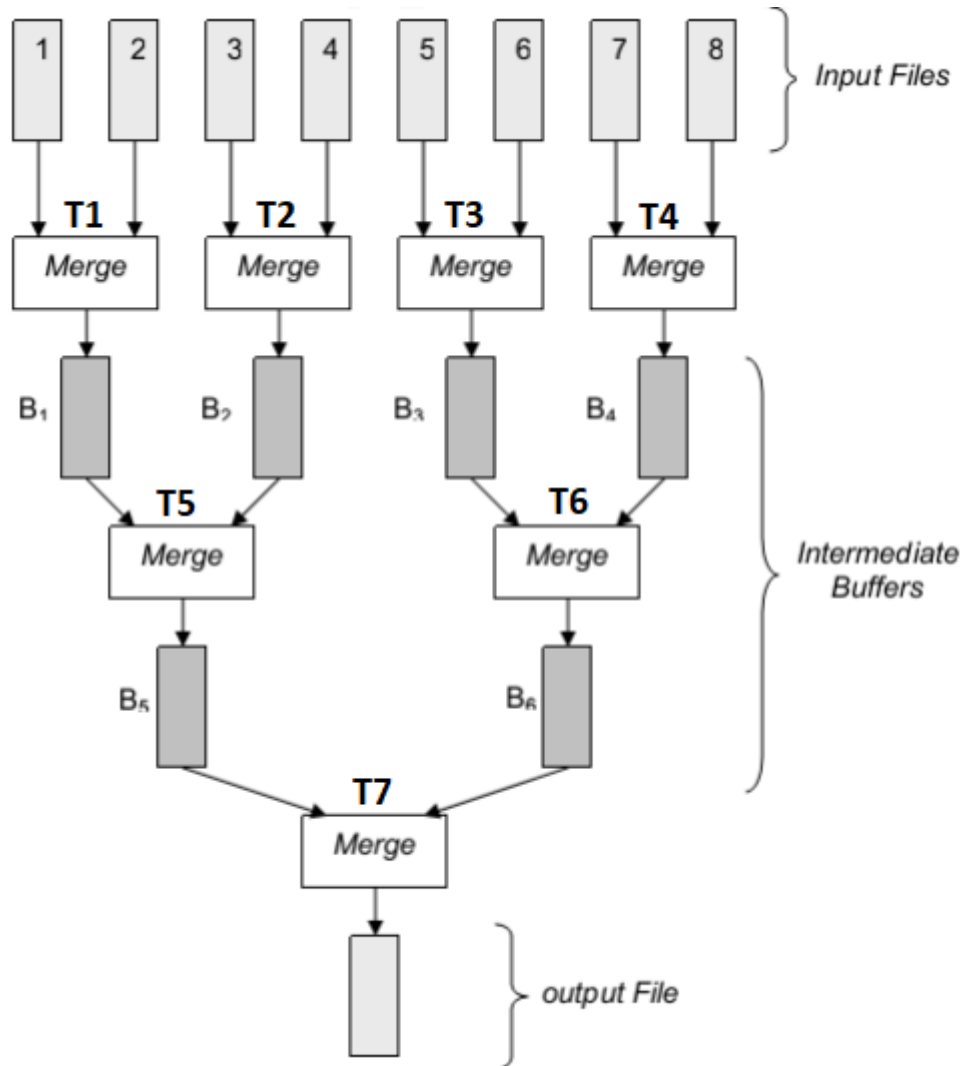 1 2 3 4 5 6 7 8
Input Files
T1 T2 T3 T4
Merge Merge Merge Merge
B₁ B₂ B₃ B₄
T5 T6
Merge Merge
Intermediate
Buffers
B₅ B₆
T7
Merge
output File